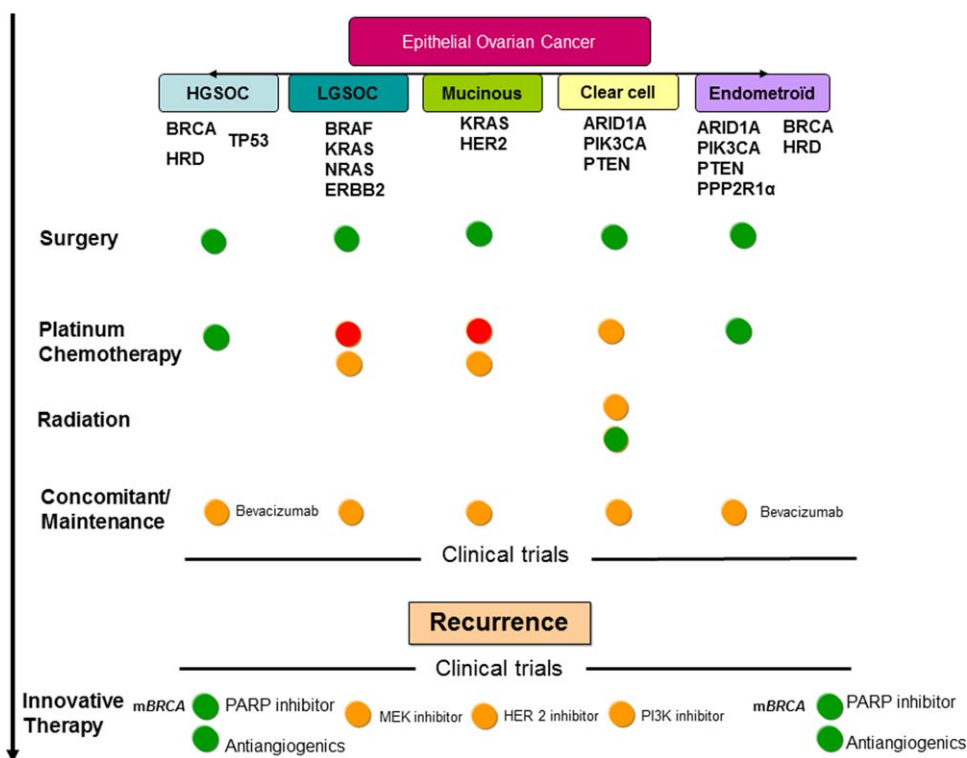 Epithelial Ovarian Cancer
HGSOC
LGSOC
Mucinous
Clear cell
Endometroïd
BRCA
TP53
HRD
BRAF
KRAS
NRAS
ERBB2
KRAS
HER2
ARID1A
PIK3CA
PTEN
ARID1A
PIK3CA
PTEN
PPP2R1α
BRCA
HRD
Surgery
Platinum
Chemotherapy
Radiation
Concomitant/
Maintenance
Bevacizumab
Bevacizumab
Clinical trials
Recurrence
Clinical trials
Innovative
Therapy
mBRCA
PARP inhibitor
Antiangiogenics
MEK inhibitor
HER 2 inhibitor
PI3K inhibitor
mBRCA
PARP inhibitor
Antiangiogenics